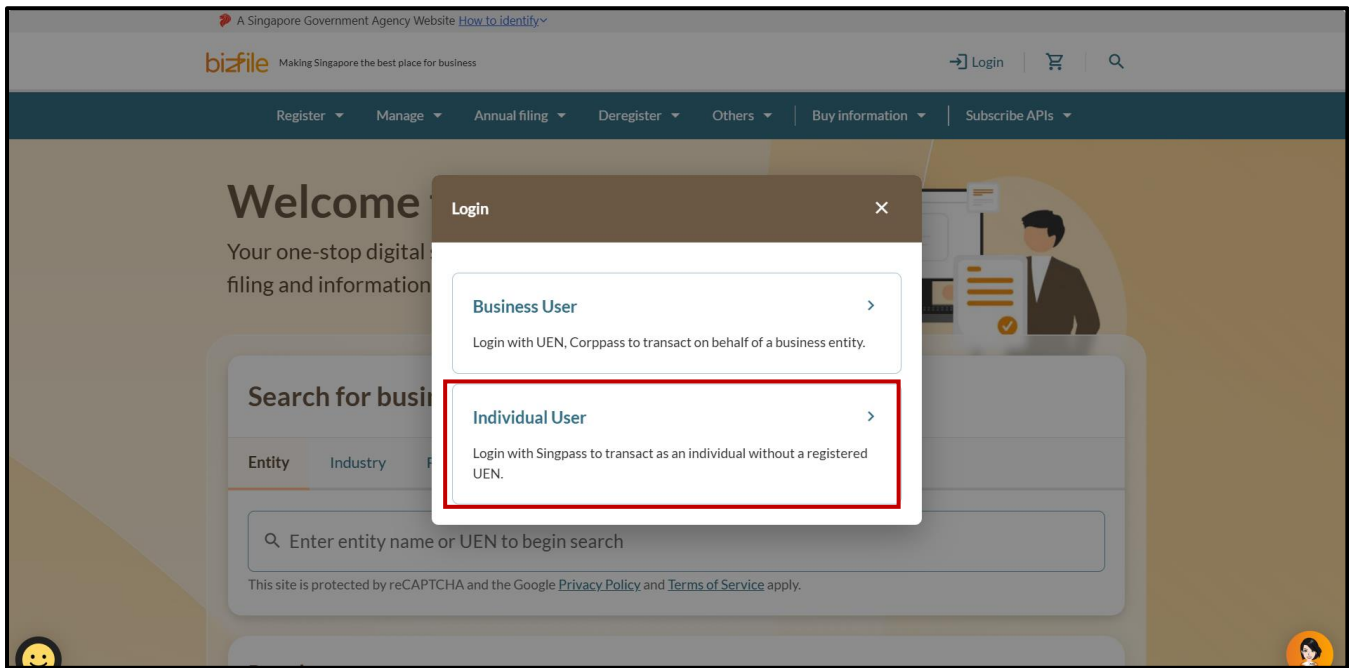 A Singapore Government Agency Website How to identify
bizfile Making Singapore the best place for business
Login
Register Manage Annual filing Deregister Others Buy information Subscribe APIs
Welcome
Your one-stop digital
filing and information
Login
Business User
Login with UEN, Corppass to transact on behalf of a business entity.
Individual User
Login with Singpass to transact as an individual without a registered
UEN.
Search for
Entity Industry
Enter entity name or UEN to begin search
This site is protected by reCAPTCHA and the Google Privacy Policy and Terms of Service apply.